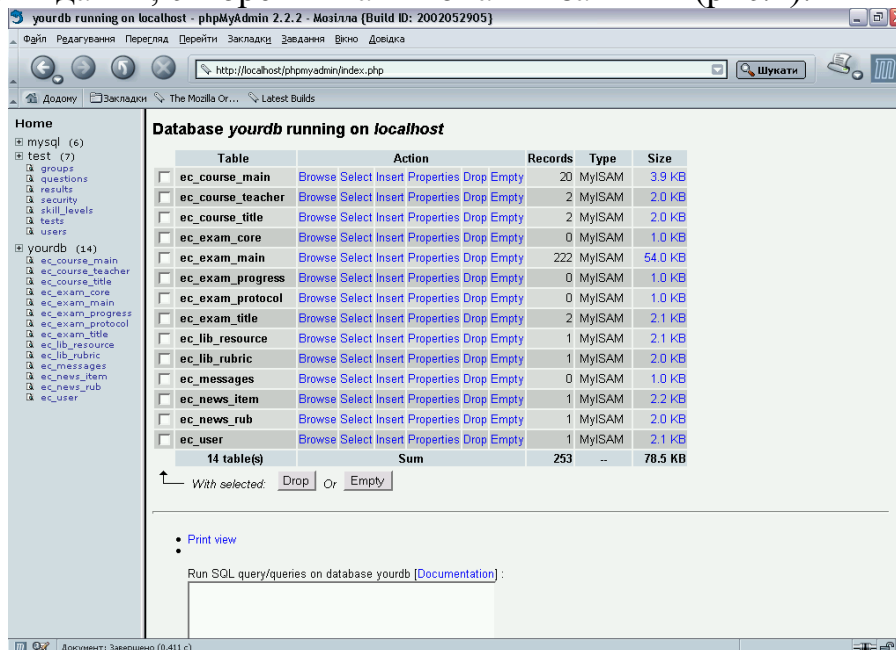 yourdb running on localhost - phpMyAdmin 2.2.2 - Мозілла {Build ID: 2002052905}
Файл Редагування Перегляд Перейти Закладки Завдання Вікно Довідка
http://localhost/phpmyadmin/index.php Шукати
Додому Закладки The Mozilla Or... Latest Builds
Home
mysql (6)
test (7)
groups
questions
results
security
skill_levels
tests
users
yourdb (14)
ec_course_main
ec_course_teacher
ec_course_title
ec_exam_core
ec_exam_main
ec_exam_progress
ec_exam_protocol
ec_exam_title
ec_lib_resource
ec_lib_rubric
ec_messages
ec_news_item
ec_news_rub
ec_user
Database yourdb running on localhost
Table Action Records Type Size
ec_course_main Browse Select Insert Properties Drop Empty 20 MyISAM 3.9 KB
ec_course_teacher Browse Select Insert Properties Drop Empty 2 MyISAM 2.0 KB
ec_course_title Browse Select Insert Properties Drop Empty 2 MyISAM 2.0 KB
ec_exam_core Browse Select Insert Properties Drop Empty 0 MyISAM 1.0 KB
ec_exam_main Browse Select Insert Properties Drop Empty 222 MyISAM 54.0 KB
ec_exam_progress Browse Select Insert Properties Drop Empty 0 MyISAM 1.0 KB
ec_exam_protocol Browse Select Insert Properties Drop Empty 0 MyISAM 1.0 KB
ec_exam_title Browse Select Insert Properties Drop Empty 2 MyISAM 2.1 KB
ec_lib_resource Browse Select Insert Properties Drop Empty 1 MyISAM 2.1 KB
ec_lib_rubric Browse Select Insert Properties Drop Empty 1 MyISAM 2.0 KB
ec_messages Browse Select Insert Properties Drop Empty 0 MyISAM 1.0 KB
ec_news_item Browse Select Insert Properties Drop Empty 1 MyISAM 2.2 KB
ec_news_rub Browse Select Insert Properties Drop Empty 1 MyISAM 2.0 KB
ec_user Browse Select Insert Properties Drop Empty 1 MyISAM 2.1 KB
14 table(s) Sum 253 -- 78.5 KB
With selected: Drop Or Empty
Print view
Run SQL query/queries on database yourdb [Documentation] :
Документ: Завершено (0.411 с)